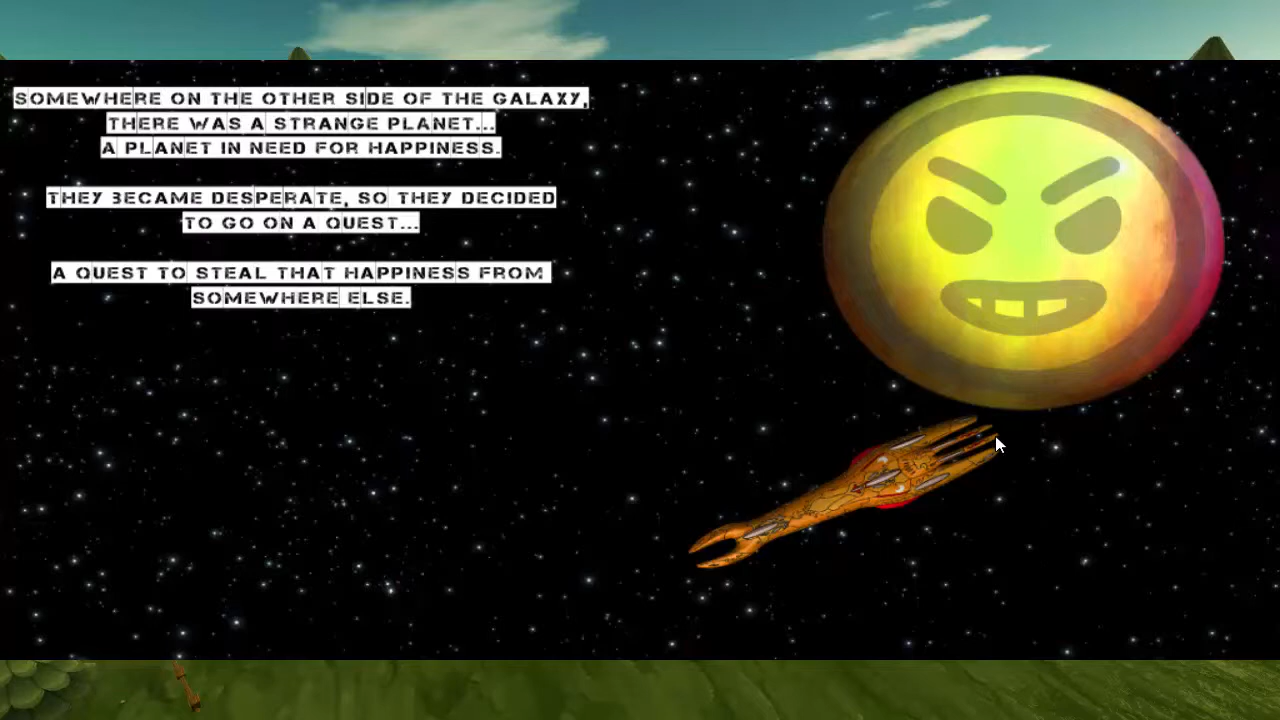 SOMEWHERE ON THE OTHER SIDE OF THE GALAXY,
THERE WAS A STRANGE PLANET...
A PLANET IN NEED FOR HAPPINESS.
THEY BECAME DESPERATE, SO THEY DECIDED
TO GO ON A QUEST...
A QUEST TO STEAL THAT HAPPINESS FROM
SOMEWHERE ELSE.